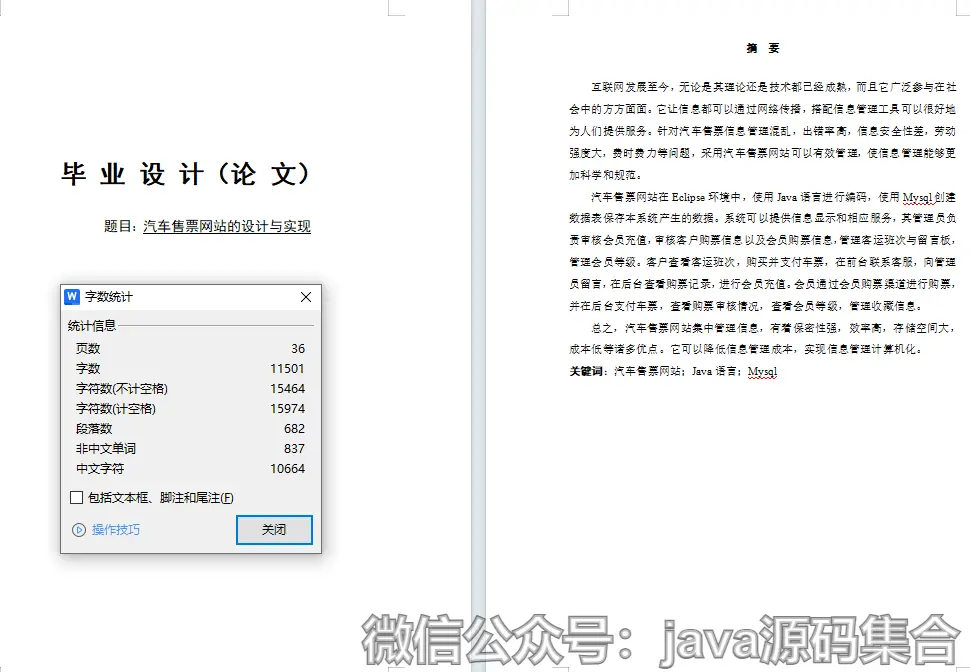 毕 业 设 计（论 文）
题目：汽车售票网站的设计与实现
字数统计
统计信息
页数 36
字数 11501
字符数(不计空格) 15464
字符数(计空格) 15974
段落数 682
非中文单词 837
中文字符 10664
包括文本框、脚注和尾注(F)
操作技巧
关闭
摘 要
互联网发展至今，无论是其理论还是技术都已经成熟，而且它广泛参与在社
会中的方方面面。它让信息都可以通过网络传播，搭配信息管理工具可以很好地
为人们提供服务。针对汽车售票信息管理混乱，出错率高，信息安全性差，劳动
强度大，费时费力等问题，采用汽车售票网站可以有效管理，使信息管理能够更
加科学和规范。
汽车售票网站在 Eclipse 环境中，使用 Java 语言进行编码，使用 Mysql 创建
数据表保存本系统产生的数据。系统可以提供信息显示和相应服务，其管理员负
责审核会员充值，审核客户购票信息以及会员购票信息，管理客运班次与留言板，
管理会员等级。客户查看客运班次，购买并支付车票，在前台联系客服，向管理
员留言，在后台查看购票记录，进行会员充值。会员通过会员购票渠道进行购票，
并在后台支付车票，查看购票审核情况，查看会员等级，管理收藏信息。
总之，汽车售票网站集中管理信息，有着保密性强，效率高，存储空间大，
成本低等诸多优点。它可以降低信息管理成本，实现信息管理计算机化。
关键词：汽车售票网站；Java 语言；Mysql
微信公众号：java源码集合